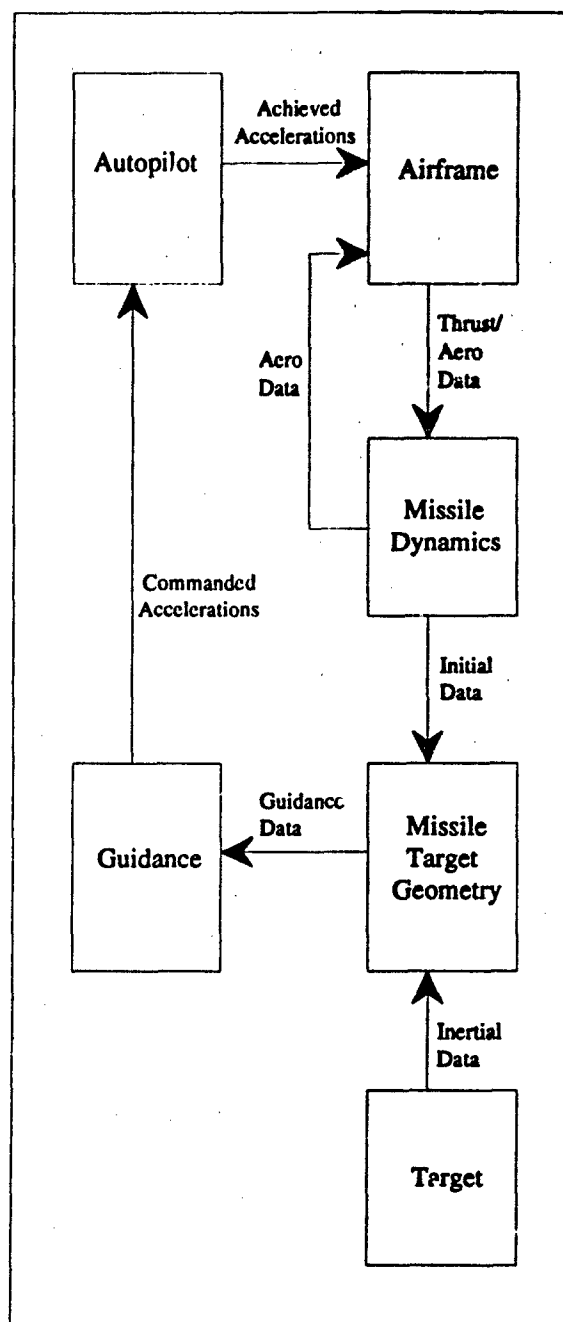 Autopilot
Achieved
Accelerations
Airframe
Aero
Data
Thrust/
Aero
Data
Missile
Dynamics
Commanded
Accelerations
Initial
Data
Guidance
Guidance
Data
Missile
Target
Geometry
Inertial
Data
Target